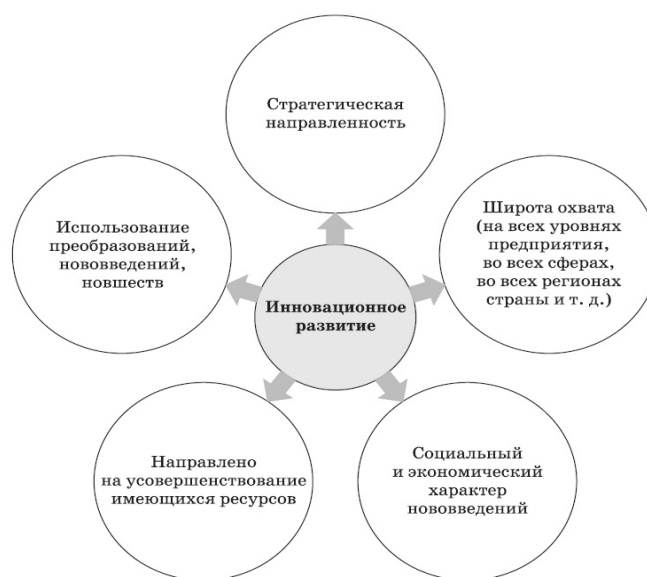 Стратегическая
направленность
Использование
преобразований,
нововведений,
новшеств
Широта охвата
(на всех уровнях
предприятия,
во всех сферах,
во всех регионах
страны и т. д.)
Инновационное
развитие
Направлено
на усовершенствование
имеющихся ресурсов
Социальный
и экономический
характер
нововведений